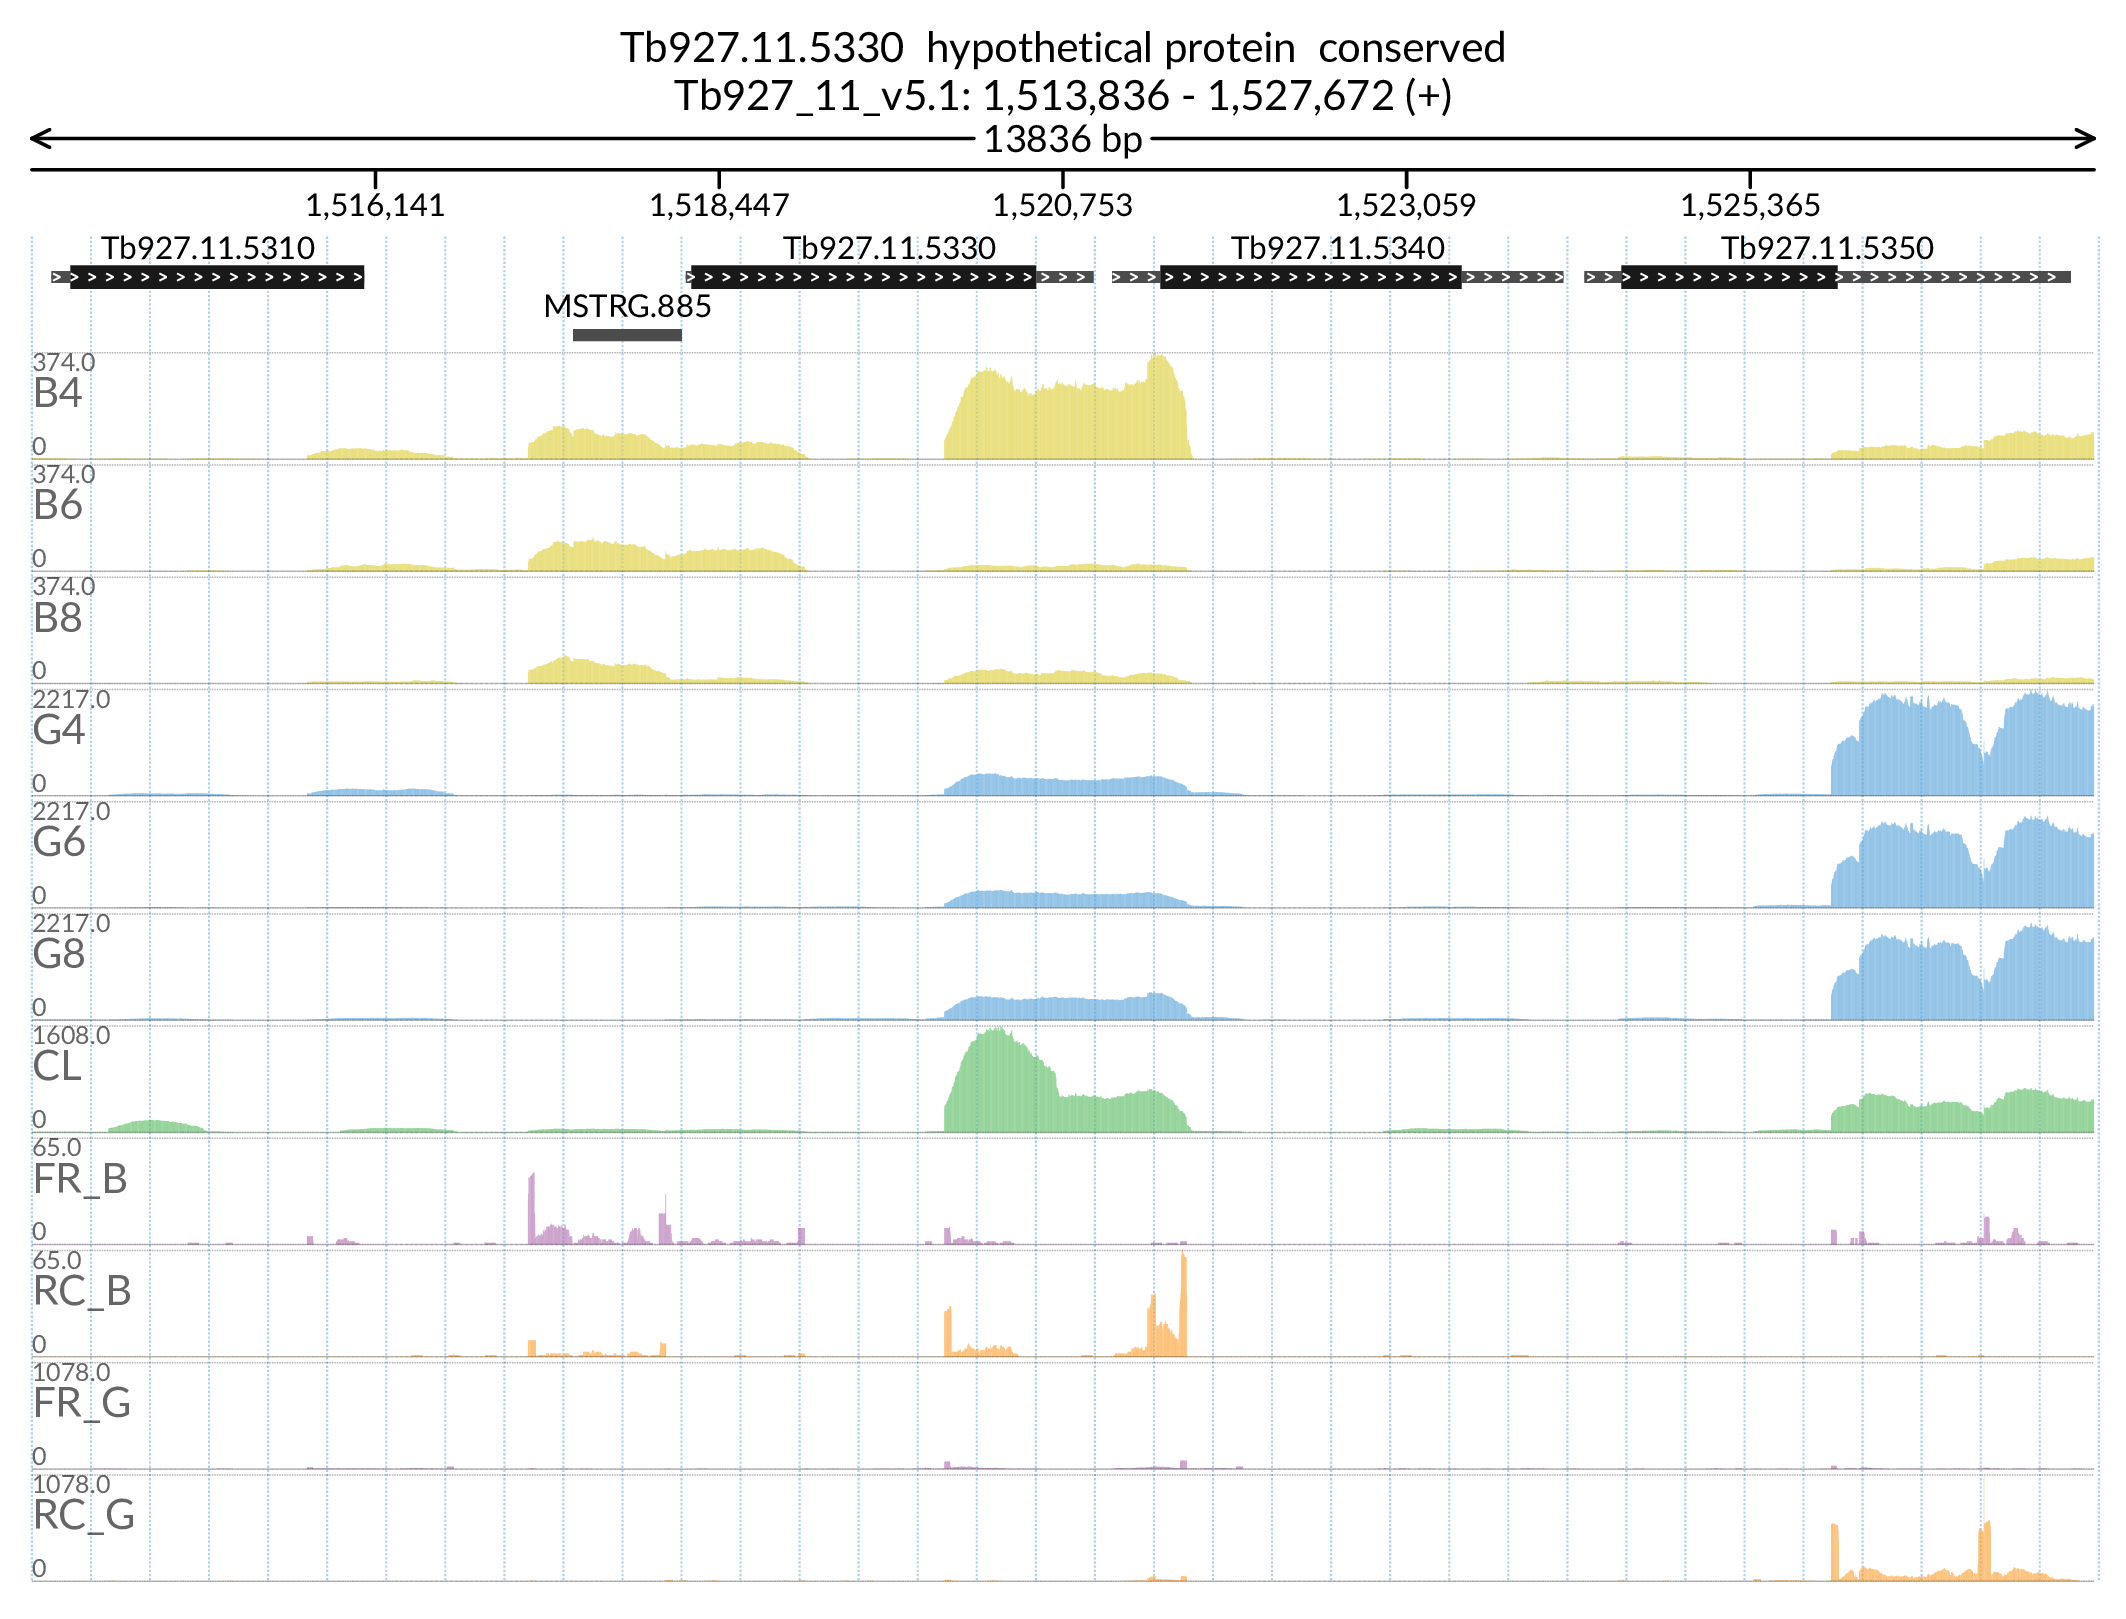 Tb927.11.5330 hypothetical protein conserved
Tb927_11_v5.1: 1,513,836 - 1,527,672 (+)
13836 bp
1,516,141 1,518,447 1,520,753 1,523,059 1,525,365
Tb927.11.5310 Tb927.11.5330 Tb927.11.5340 Tb927.11.5350
MSTRG.885
374.0
B4
0
374.0
B6
0
374.0
B8
0
2217.0
G4
0
2217.0
G6
0
2217.0
G8
0
1608.0
CL
0
65.0
FR_B
0
65.0
RC_B
0
1078.0
FR_G
0
1078.0
RC_G
0